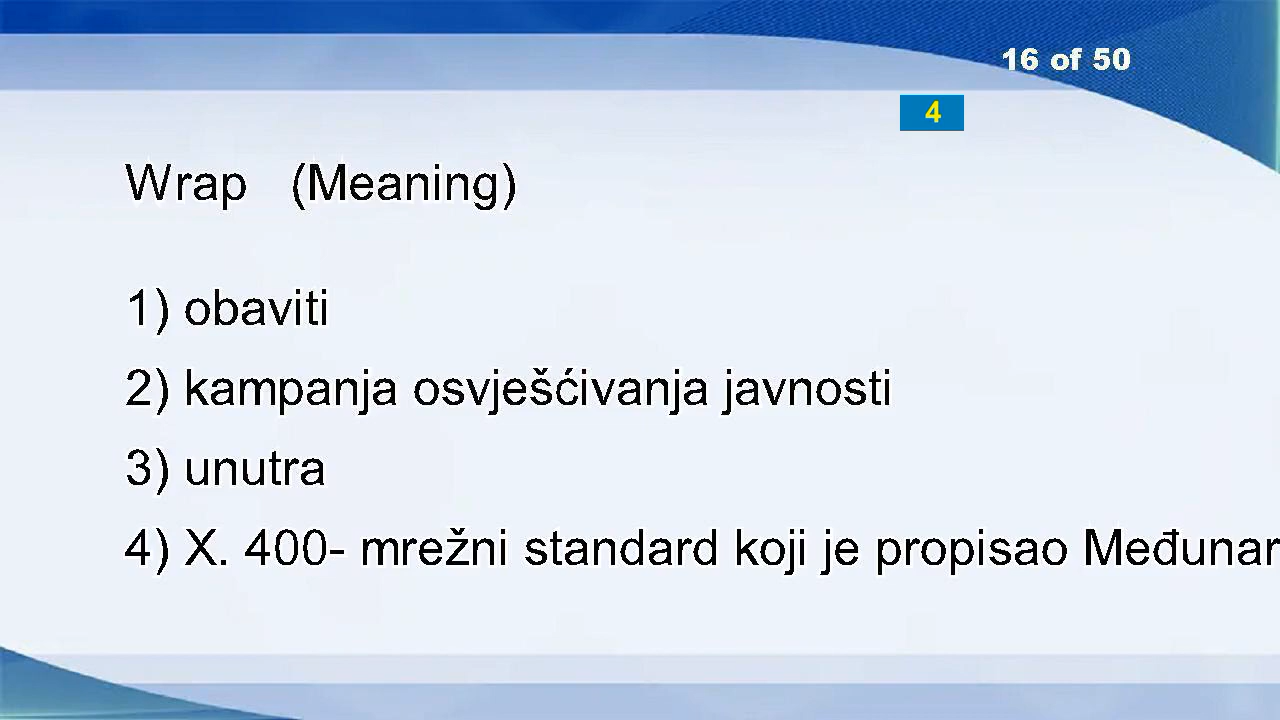 16 of 50
4
Wrap (Meaning)
1) obaviti
2) kampanja osvješćivanja javnosti
3) unutra
4) X. 400- mrežni standard koji je propisao Međunar